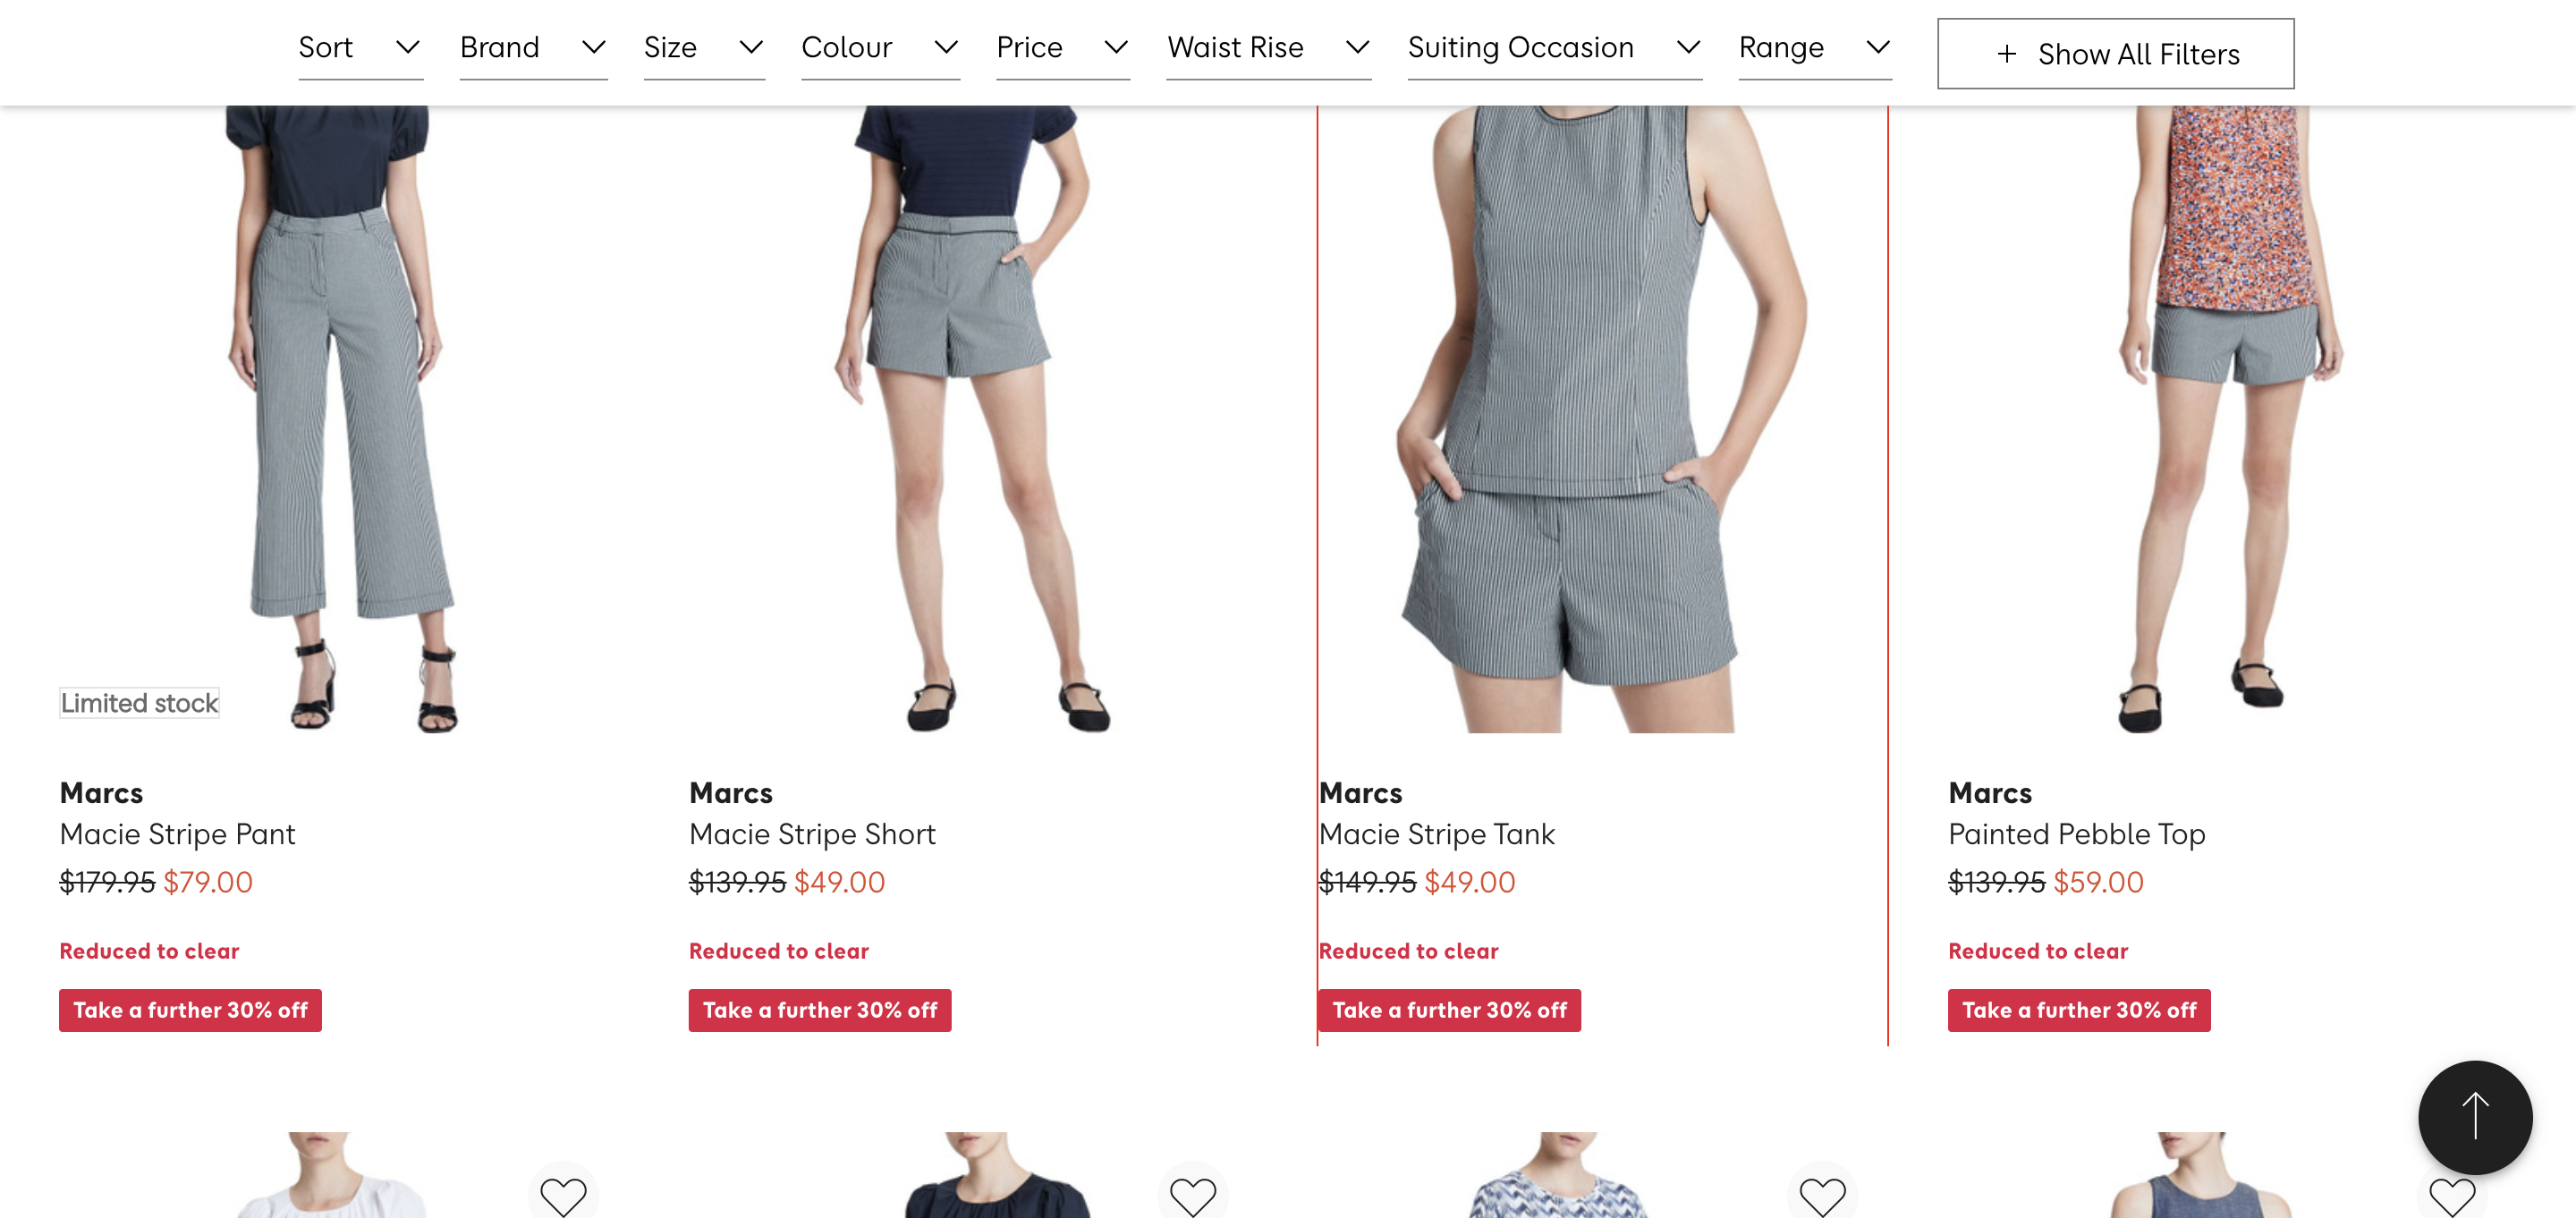 Sort Brand Size Colour Price Waist Rise Suiting Occasion Range + Show All Filters
Limited stock
Marcs
Macie Stripe Pant
$179.95 $79.00
Reduced to clear
Take a further 30% off
Marcs
Macie Stripe Short
$139.95 $49.00
Reduced to clear
Take a further 30% off
Marcs
Macie Stripe Tank
$149.95 $49.00
Reduced to clear
Take a further 30% off
Marcs
Painted Pebble Top
$139.95 $59.00
Reduced to clear
Take a further 30% off